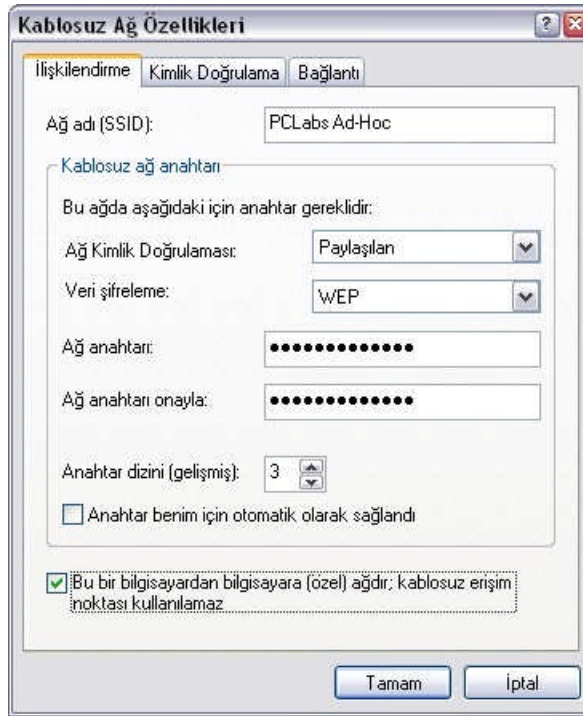 Kablosuz Ağ Özellikleri
İlişkilendirme Kimlik Doğrulama Bağlantı
Ağ adı (SSID): PCLabs Ad-Hoc
Kablosuz ağ anahtarı
Bu ağda aşağıdaki için anahtar gereklidir:
Ağ Kimlik Doğrulaması: Paylaşılan
Veri şifreleme: WEP
Ağ anahtarı: •••••••••••••
Ağ anahtarı onayla: •••••••••••••
Anahtar dizini (gelişmiş): 3
Anahtar benim için otomatik olarak sağlandı
Bu bir bilgisayardan bilgisayara (özel) ağdır; kablosuz erişim
noktası kullanılamaz
Tamam İptal